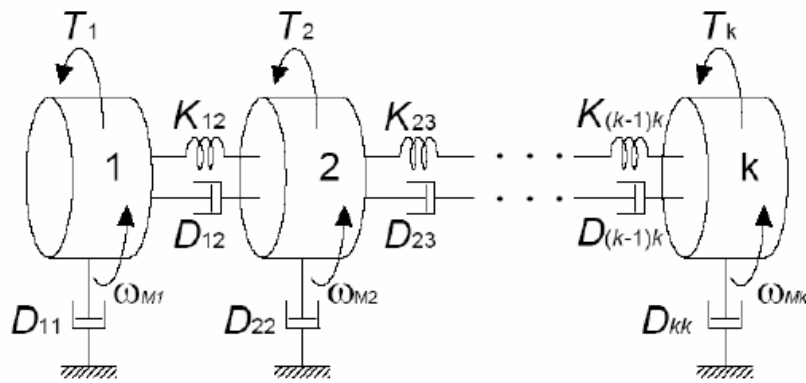 T1 T2 Tk
K12 K23 K(k-1)k
1 2 k
D12 D23 D(k-1)k
ωM1 ωM2 ωMk
D11 D22 Dkk